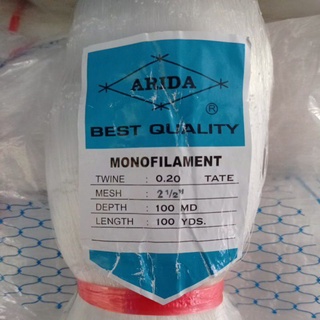 ARIDA
®
BEST QUALITY
MONOFILAMENT
TWINE : 0.20 TATE
MESH : 2 1/2"
DEPTH : 100 MD
LENGTH : 100 YDS.